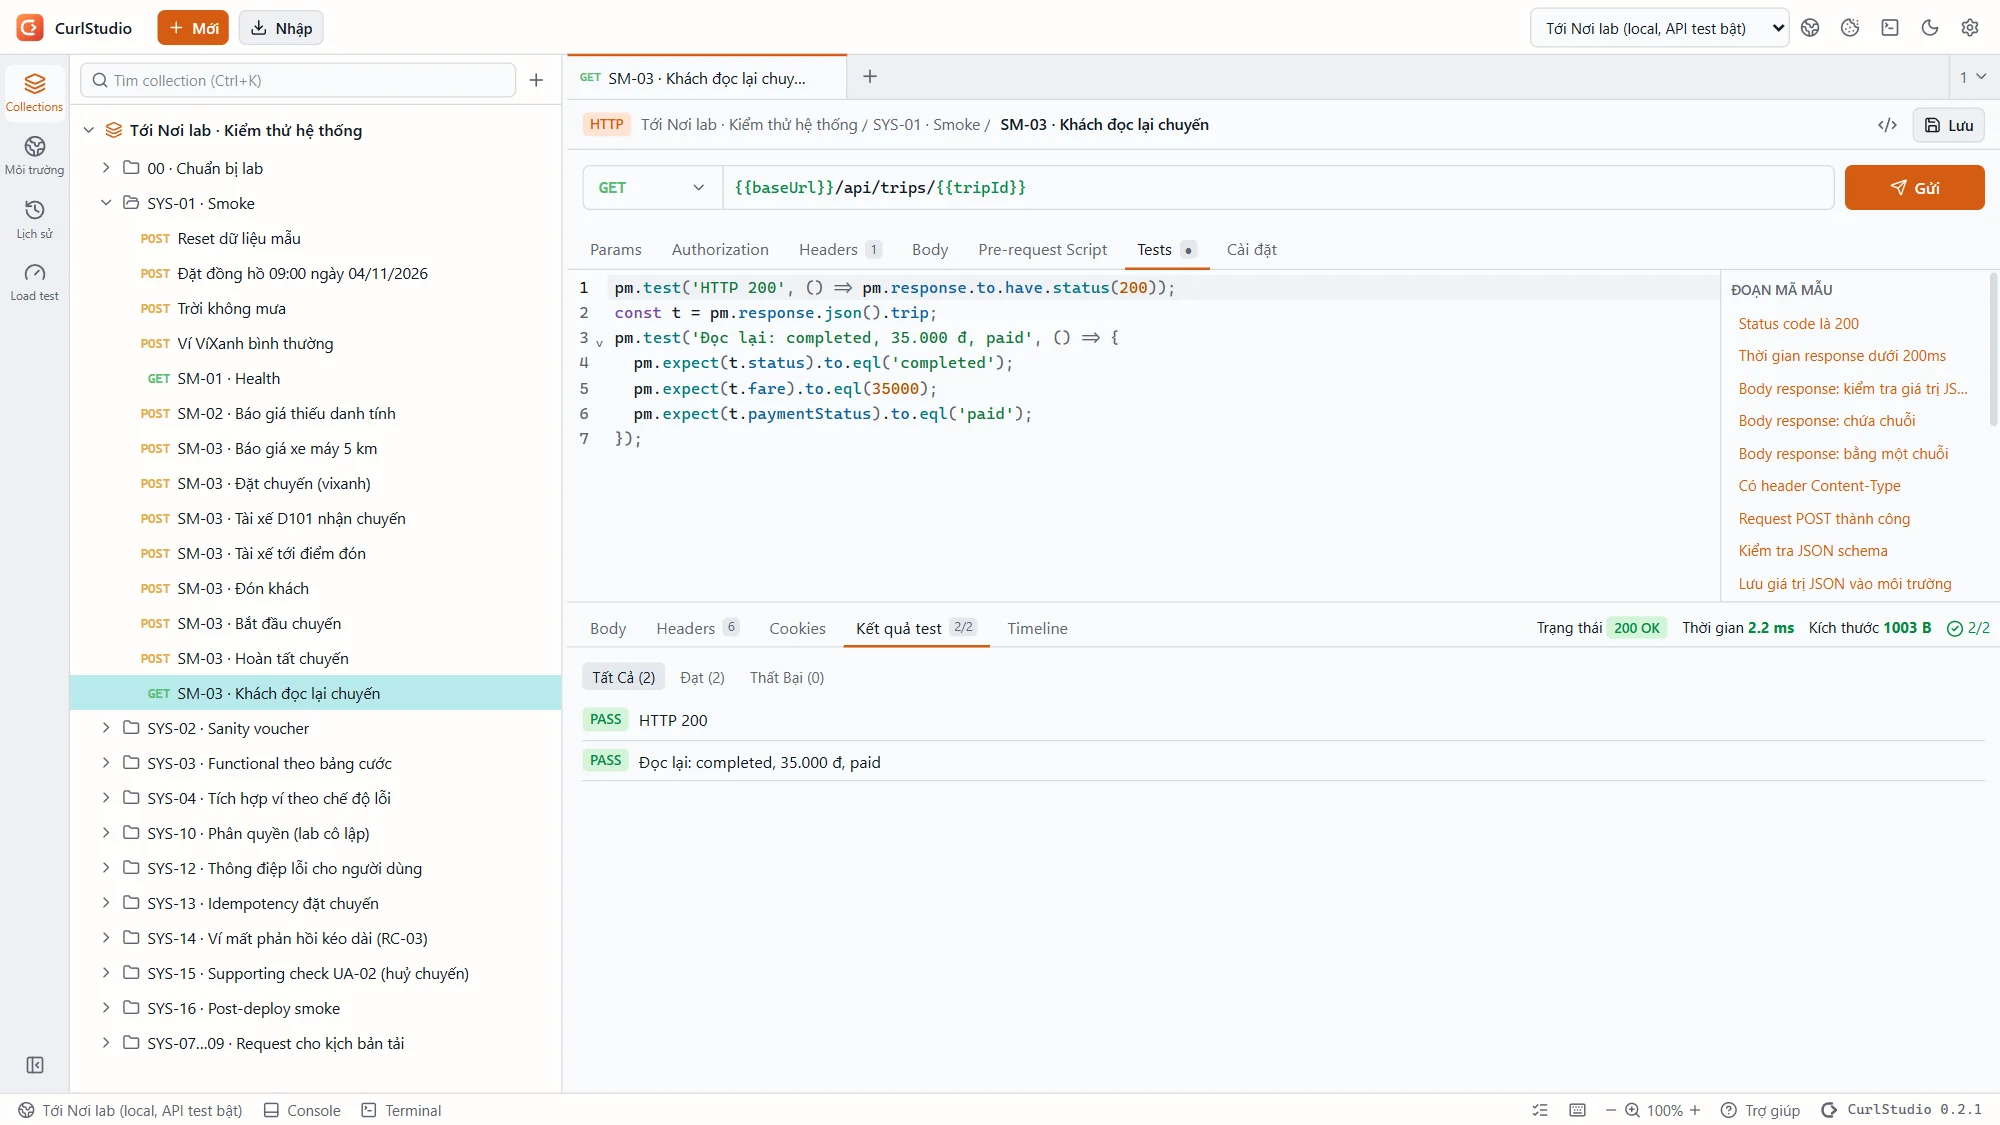 CurlStudio
Mới
Nhập
Tới Nơi lab (local, API test bật)
Collections
Môi trường
Lịch sử
Load test
Tìm collection (Ctrl+K)
Tới Nơi lab · Kiểm thử hệ thống
00 · Chuẩn bị lab
SYS-01 · Smoke
POST Reset dữ liệu mẫu
POST Đặt đồng hồ 09:00 ngày 04/11/2026
POST Trời không mưa
POST Ví VíXanh bình thường
GET SM-01 · Health
POST SM-02 · Báo giá thiếu danh tính
POST SM-03 · Báo giá xe máy 5 km
POST SM-03 · Đặt chuyến (vixanh)
POST SM-03 · Tài xế D101 nhận chuyến
POST SM-03 · Tài xế tới điểm đón
POST SM-03 · Đón khách
POST SM-03 · Bắt đầu chuyến
POST SM-03 · Hoàn tất chuyến
GET SM-03 · Khách đọc lại chuyến
SYS-02 · Sanity voucher
SYS-03 · Functional theo bảng cước
SYS-04 · Tích hợp ví theo chế độ lỗi
SYS-10 · Phân quyền (lab cô lập)
SYS-12 · Thông điệp lỗi cho người dùng
SYS-13 · Idempotency đặt chuyến
SYS-14 · Ví mất phản hồi kéo dài (RC-03)
SYS-15 · Supporting check UA-02 (huỷ chuyến)
SYS-16 · Post-deploy smoke
SYS-07…09 · Request cho kịch bản tải
GET SM-03 · Khách đọc lại chuy...
1
HTTP Tới Nơi lab · Kiểm thử hệ thống / SYS-01 · Smoke / SM-03 · Khách đọc lại chuyến
Lưu
GET {{baseUrl}}/api/trips/{{tripId}}
Gửi
Params Authorization Headers 1 Body Pre-request Script Tests Cài đặt
1 pm.test('HTTP 200', () => pm.response.to.have.status(200));
2 const t = pm.response.json().trip;
3 pm.test('Đọc lại: completed, 35.000 đ, paid', () => {
4 pm.expect(t.status).to.eql('completed');
5 pm.expect(t.fare).to.eql(35000);
6 pm.expect(t.paymentStatus).to.eql('paid');
7 });
ĐOẠN MÃ MẪU
Status code là 200
Thời gian response dưới 200ms
Body response: kiểm tra giá trị JS...
Body response: chứa chuỗi
Body response: bằng một chuỗi
Có header Content-Type
Request POST thành công
Kiểm tra JSON schema
Lưu giá trị JSON vào môi trường
Body Headers 6 Cookies Kết quả test 2/2 Timeline
Trạng thái 200 OK Thời gian 2.2 ms Kích thước 1003 B 2/2
Tất Cả (2) Đạt (2) Thất Bại (0)
PASS HTTP 200
PASS Đọc lại: completed, 35.000 đ, paid
Tới Nơi lab (local, API test bật) Console Terminal
100% Trợ giúp CurlStudio 0.2.1